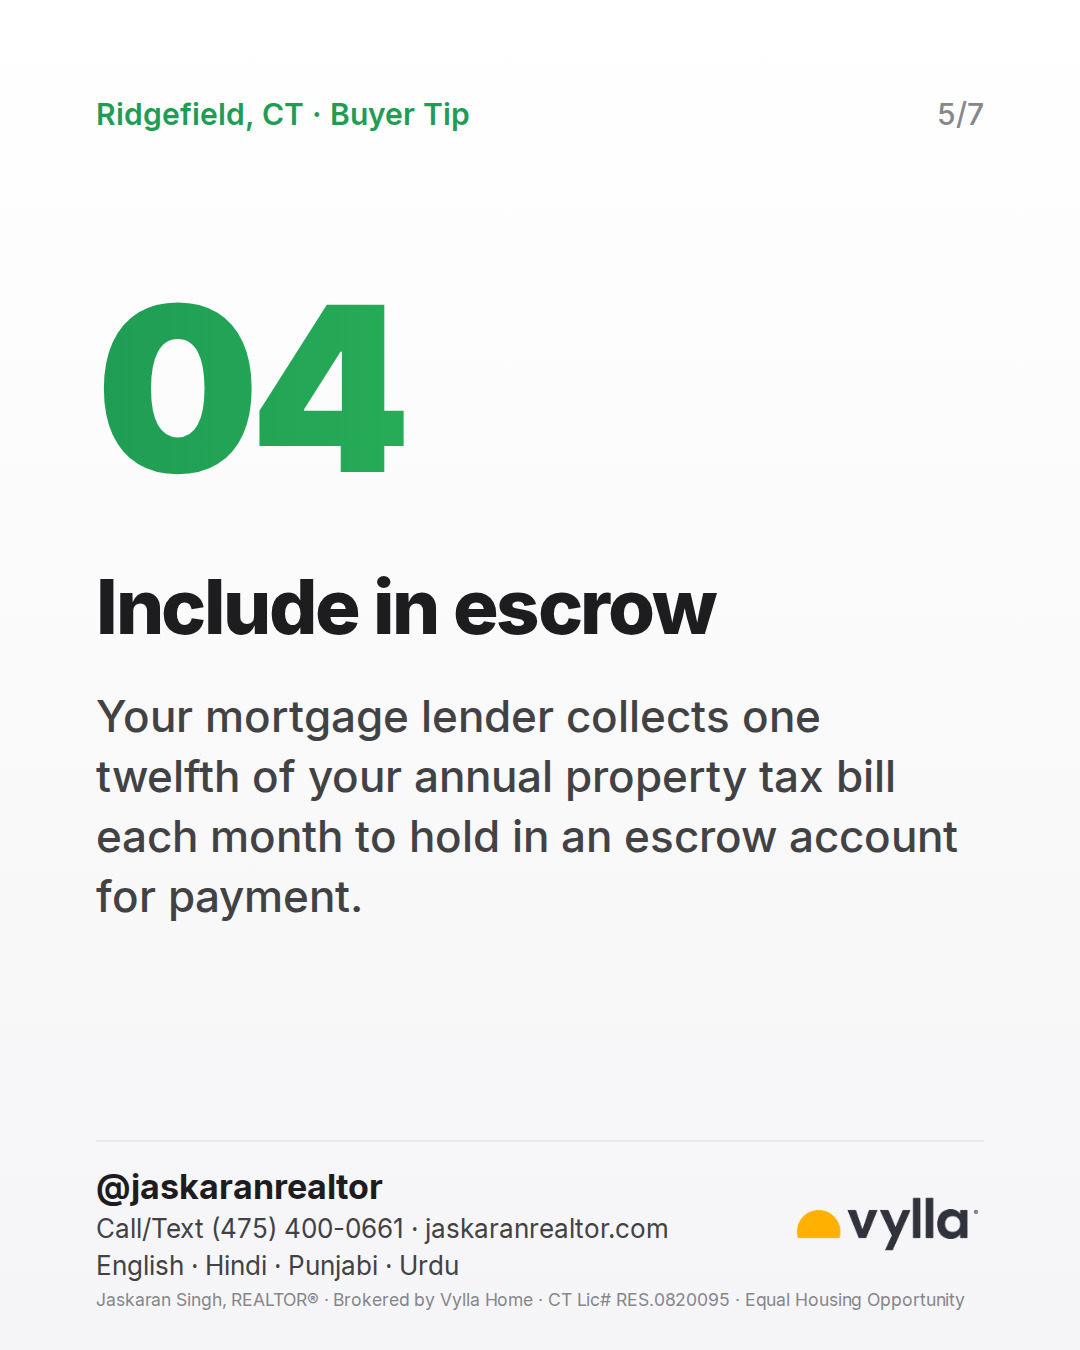 Ridgefield, CT · Buyer Tip
5/7
04
Include in escrow
Your mortgage lender collects one
twelfth of your annual property tax bill
each month to hold in an escrow account
for payment.
@jaskaranrealtor
Call/Text (475) 400-0661 · jaskaranrealtor.com
English · Hindi · Punjabi · Urdu
Jaskaran Singh, REALTOR® · Brokered by Vylla Home · CT Lic# RES.0820095 · Equal Housing Opportunity
vylla